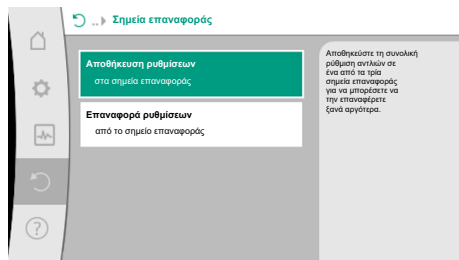 ..▸ Σημεία επαναφοράς
Αποθήκευση ρυθμίσεων
στα σημεία επαναφοράς
Επαναφορά ρυθμίσεων
από το σημείο επαναφοράς
Αποθηκεύστε τη συνολική
ρύθμιση αντλιών σε
ένα από τα τρία
σημεία επαναφοράς
για να μπορέσετε να
την επαναφέρετε
ξανά αργότερα.
?